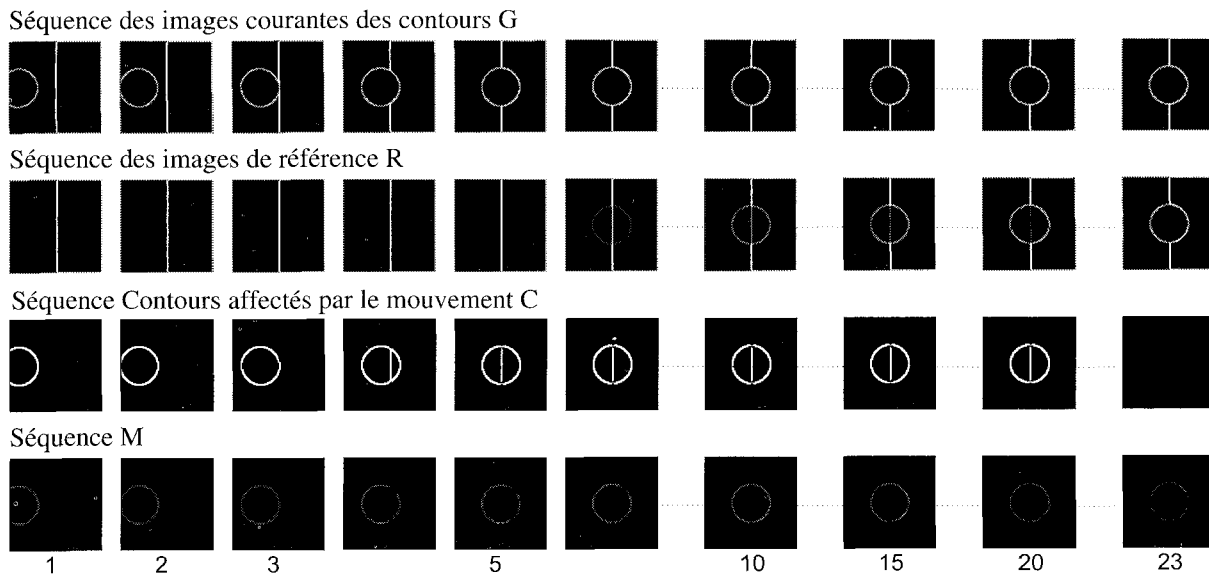 Séquence des images courantes des contours G
Séquence des images de référence R
Séquence Contours affectés par le mouvement C
Séquence M
1 2 3 5 10 15 20 23